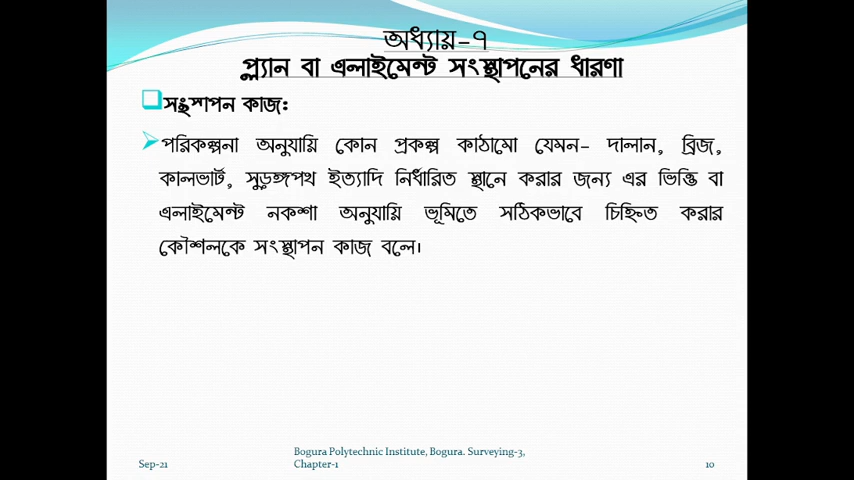 অধ্যায়-৭
প্ল্যান বা এলাইমেন্ট সংস্থাপনের ধারণা
সংস্থাপন কাজ:
পরিকল্পনা অনুযায়ি কোন প্রকল্প কাঠামো যেমন- দালান, ব্রিজ,
কালভার্ট, সুড়ঙ্গপথ ইত্যাদি নির্ধারিত স্থানে করার জন্য এর ভিত্তি বা
এলাইমেন্ট নকশা অনুযায়ি ভূমিতে সঠিকভাবে চিহ্নিত করার
কৌশলকে সংস্থাপন কাজ বলে।
Bogura Polytechnic Institute, Bogura. Surveying-3,
Sep-21 Chapter-1 10